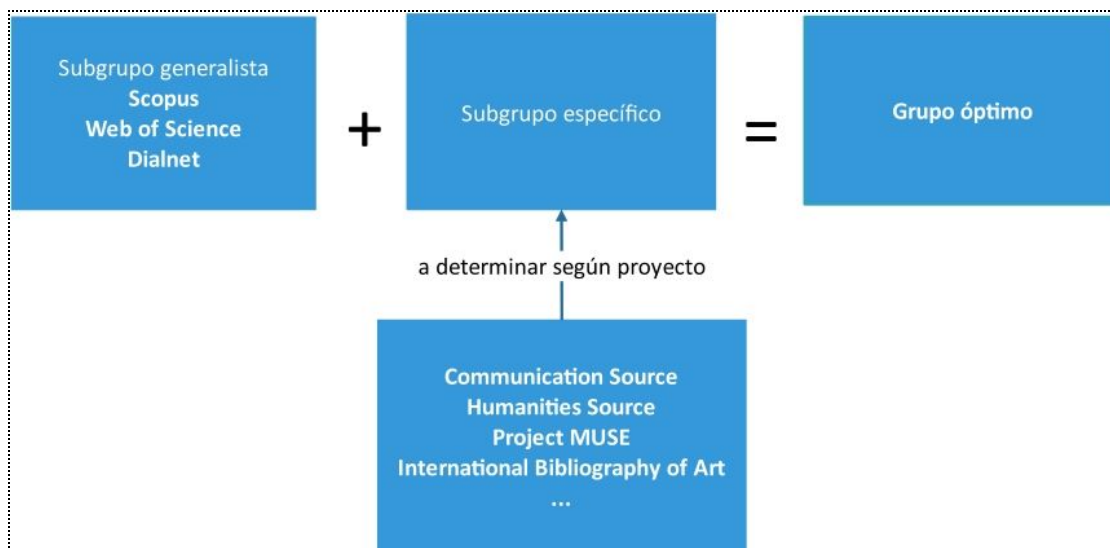 Subgrupo generalista
Scopus
Web of Science
Dialnet
+
Subgrupo específico
=
Grupo óptimo
a determinar según proyecto
Communication Source
Humanities Source
Project MUSE
International Bibliography of Art
...